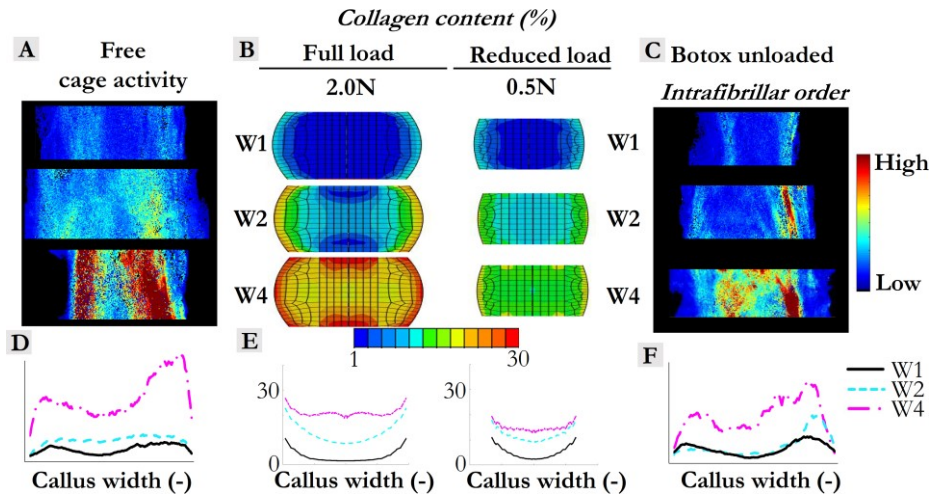 Collagen content (%)
A Free cage activity
B Full load Reduced load
2.0N 0.5N
C Botox unloaded
Intrafibrillar order
W1 W1
W2 W2
W4 W4
High
Low
1 30
D E F
30 30
0 0
Callus width (-) Callus width (-) Callus width (-) Callus width (-)
W1
W2
W4